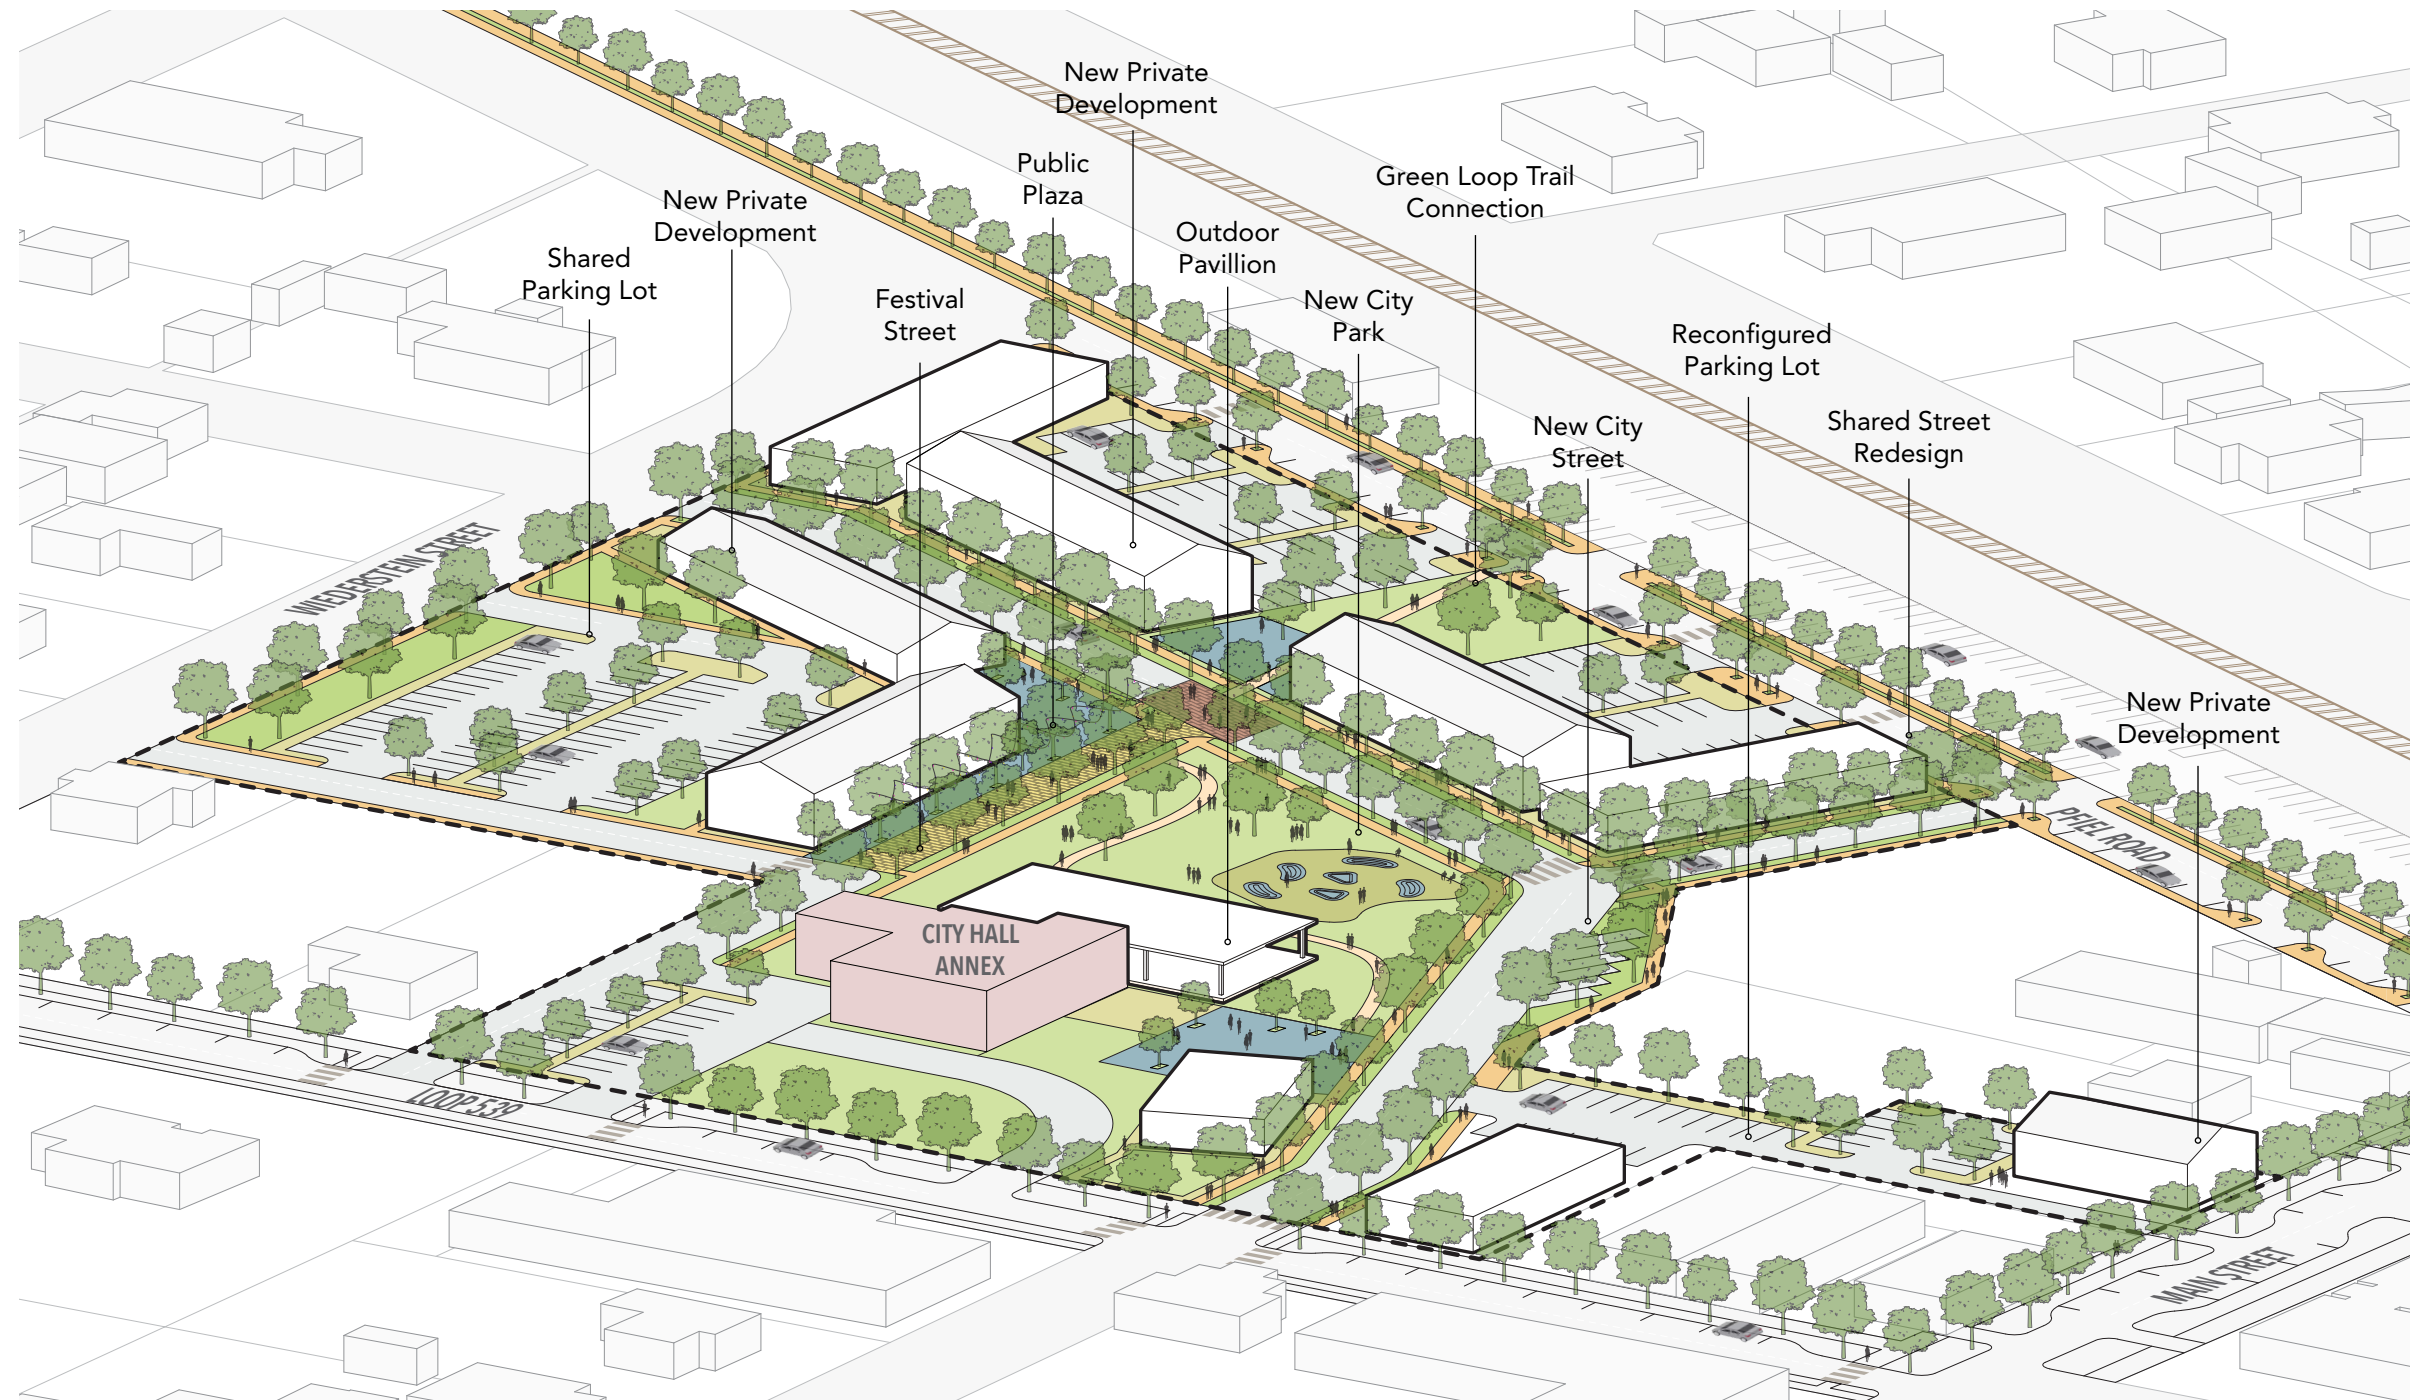 New Private
Development
Public
Plaza
Green Loop Trail
Connection
New Private
Development
Outdoor
Pavillion
Shared
Parking Lot
Festival
Street
New City
Park
Reconfigured
Parking Lot
New City
Street
Shared Street
Redesign
New Private
Development
WIEDERSTEIN STREET
PFIEL ROAD
CITY HALL
ANNEX
LOOP 539
MAIN STREET